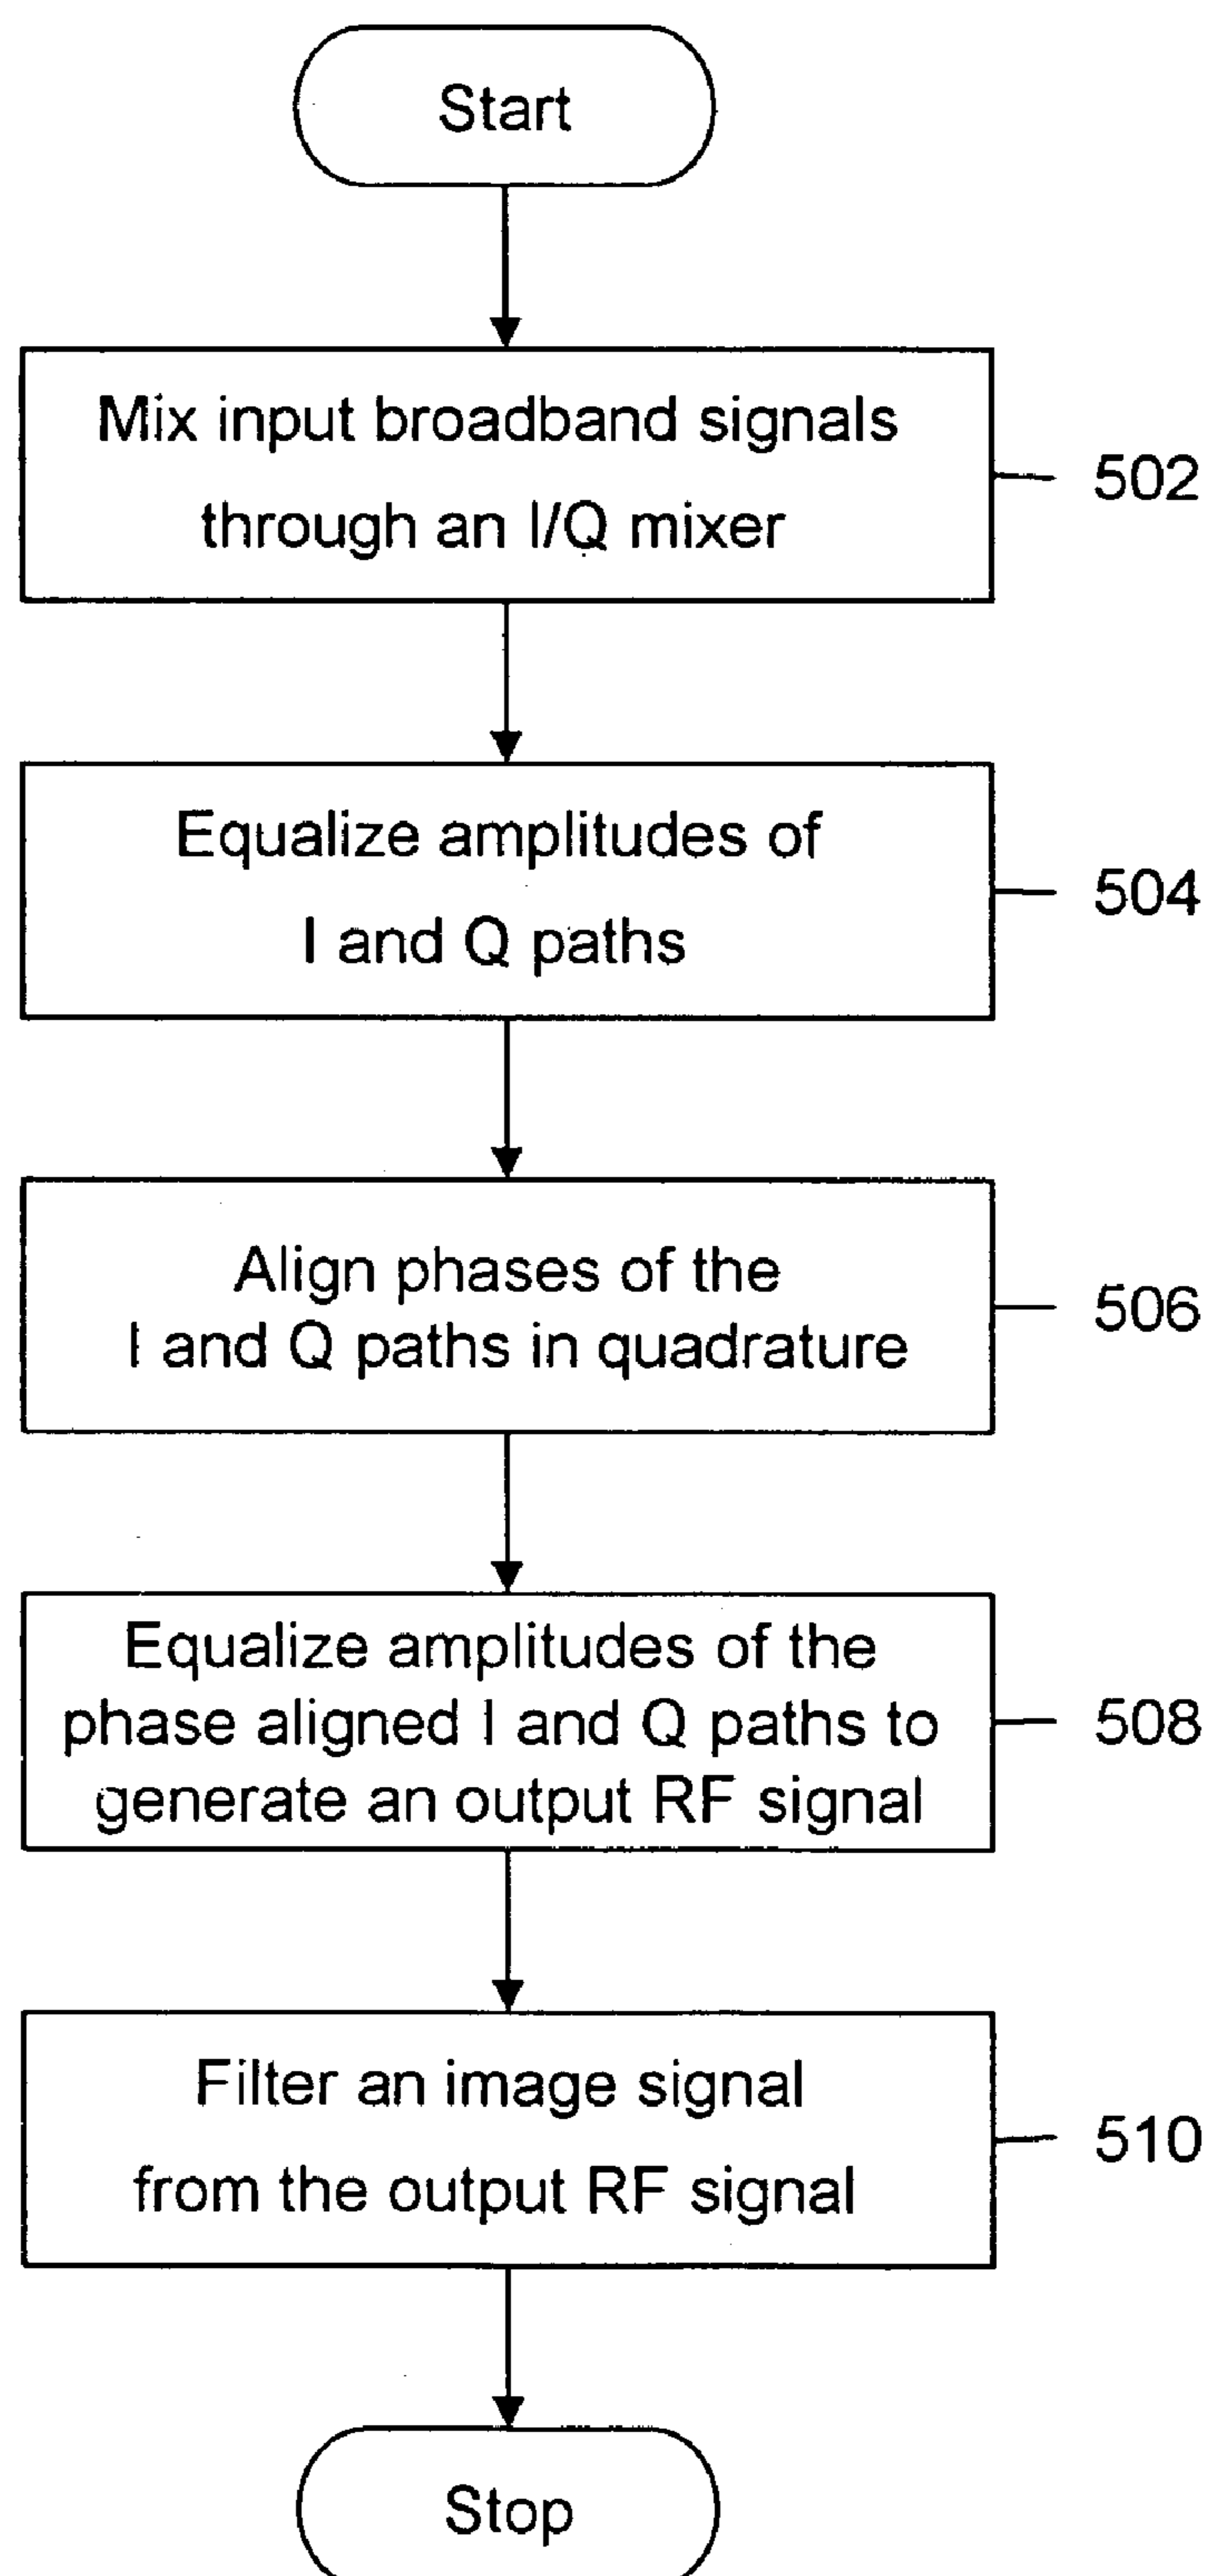 Start
Mix input broadband signals
through an I/Q mixer
502
Equalize amplitudes of
I and Q paths
504
Align phases of the
I and Q paths in quadrature
506
Equalize amplitudes of the
phase aligned I and Q paths to
generate an output RF signal
508
Filter an image signal
from the output RF signal
510
Stop